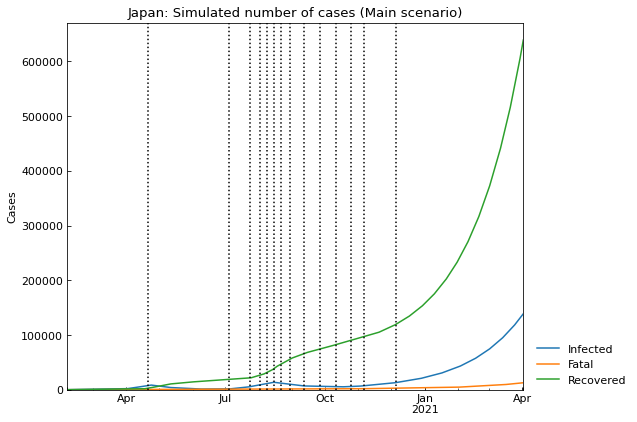 Japan: Simulated number of cases (Main scenario)
600000
500000
400000
300000
200000
100000
0
Cases
Apr
Jul
Oct
Jan
2021
Apr
Infected
Fatal
Recovered